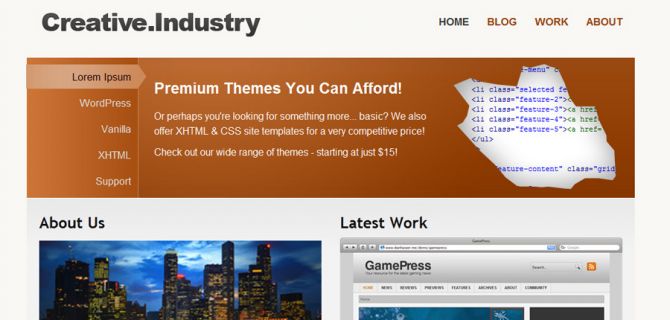 Creative.Industry
HOME BLOG WORK ABOUT
Lorem Ipsum
WordPress
Vanilla
XHTML
Support
Premium Themes You Can Afford!
Or perhaps you're looking for something more... basic? We also
offer XHTML & CSS site templates for a very competitive price!
Check out our wide range of themes - starting at just $15!
-menu" c
<li class="selected fe
<li class="feature-2"><
<li class="feature-3"><a href
<li class="feature-4"><a href=
<li class="feature-5"><a href=
</ul>
eature-content" class="grid
About Us
Latest Work
GamePress
GamePress
Your resource for the latest gaming news
Search...
HOME NEWS REVIEWS PREVIEWS FEATURES ARCHIVES ABOUT COMMUNITY
Home